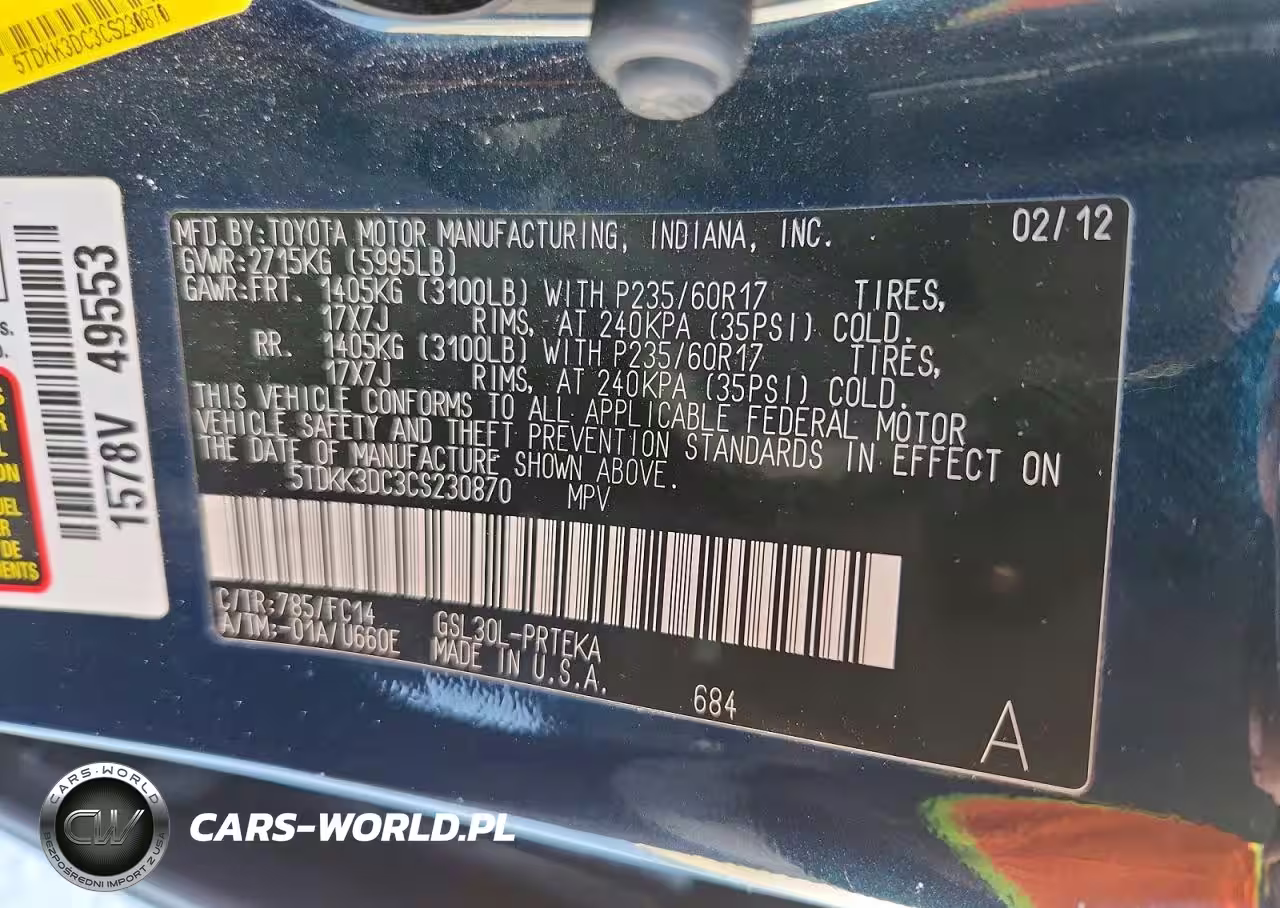 5TDKK3DC3CS230870
1578V 49553
MFD.BY:TOYOTA MOTOR MANUFACTURING, INDIANA, INC. 02/12
GVWR:2715KG (5995LB)
GAWR:FRT. 1405KG (3100LB) WITH P235/60R17 TIRES,
17X7J RIMS, AT 240KPA (35PSI) COLD.
RR. 1405KG (3100LB) WITH P235/60R17 TIRES,
17X7J RIMS, AT 240KPA (35PSI) COLD.
THIS VEHICLE CONFORMS TO ALL APPLICABLE FEDERAL MOTOR
VEHICLE SAFETY AND THEFT PREVENTION STANDARDS IN EFFECT ON
THE DATE OF MANUFACTURE SHOWN ABOVE.
5TDKK3DC3CS230870 MPV
C/TR:785/FC14 GSL30L-PRTEKA
A/TM:-01A/U660E MADE IN U.S.A.
684
A
CARS-WORLD
CW
BEZPOŚREDNI IMPORT Z USA
CARS-WORLD.PL